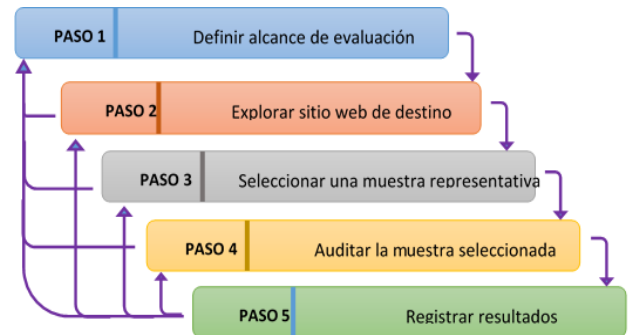 PASO 1 Definir alcance de evaluación
PASO 2 Explorar sitio web de destino
PASO 3 Seleccionar una muestra representativa
PASO 4 Auditar la muestra seleccionada
PASO 5 Registrar resultados